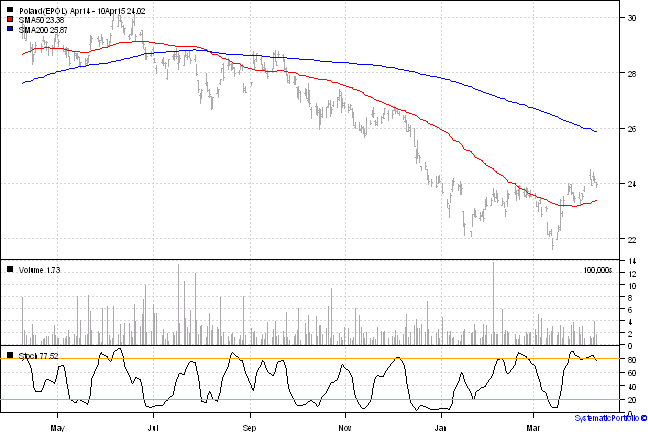 Poland(EPOL) Apr14 - 10Apr15 24.02
SMA50 23.38
SMA200 25.87
30
28
26
24
22
Volume 1.73
100,000s
14
12
10
8
6
4
2
0
Stoch 77.52
80
60
40
20
0
May
Jul
Sep
Nov
Jan
Mar
SystematicPortfolio ©